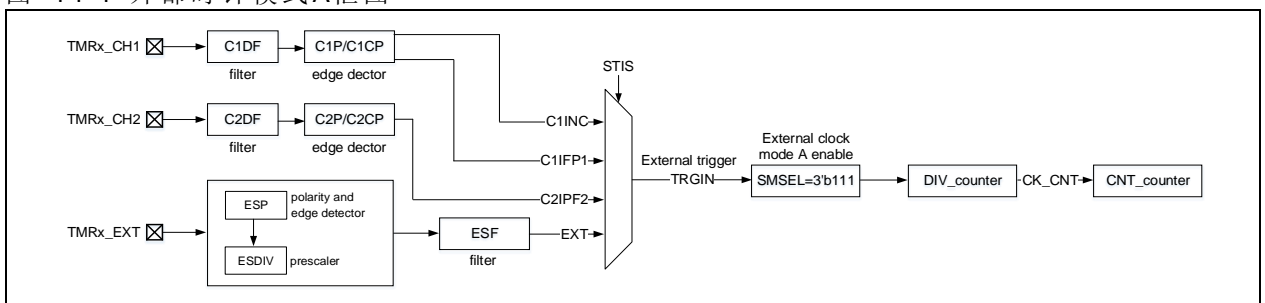 TMRx_CH1
C1DF
filter
C1P/C1CP
edge dector
STIS
TMRx_CH2
C2DF
filter
C2P/C2CP
edge dector
C1INC
C1IFP1
C2IPF2
EXT
External trigger
TRGIN
External clock
mode A enable
SMSEL=3'b111
DIV_counter
CK_CNT
CNT_counter
TMRx_EXT
ESP
polarity and
edge detector
ESDIV
prescaler
ESF
filter